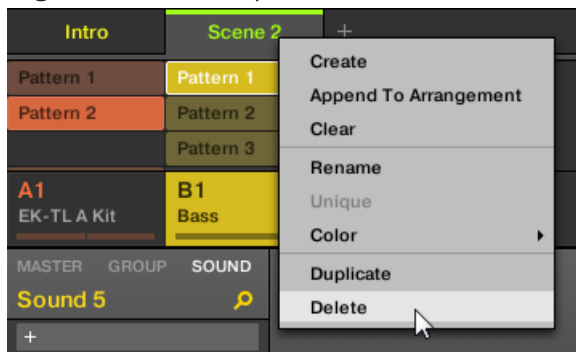 Intro Scene 2 +
Create
Pattern 1 Pattern 1
Append To Arrangement
Pattern 2 Pattern 2
Clear
Pattern 3
Rename
A1 B1
Unique
EK-TL A Kit Bass
Color
MASTER GROUP SOUND
Duplicate
Sound 5
Delete
+